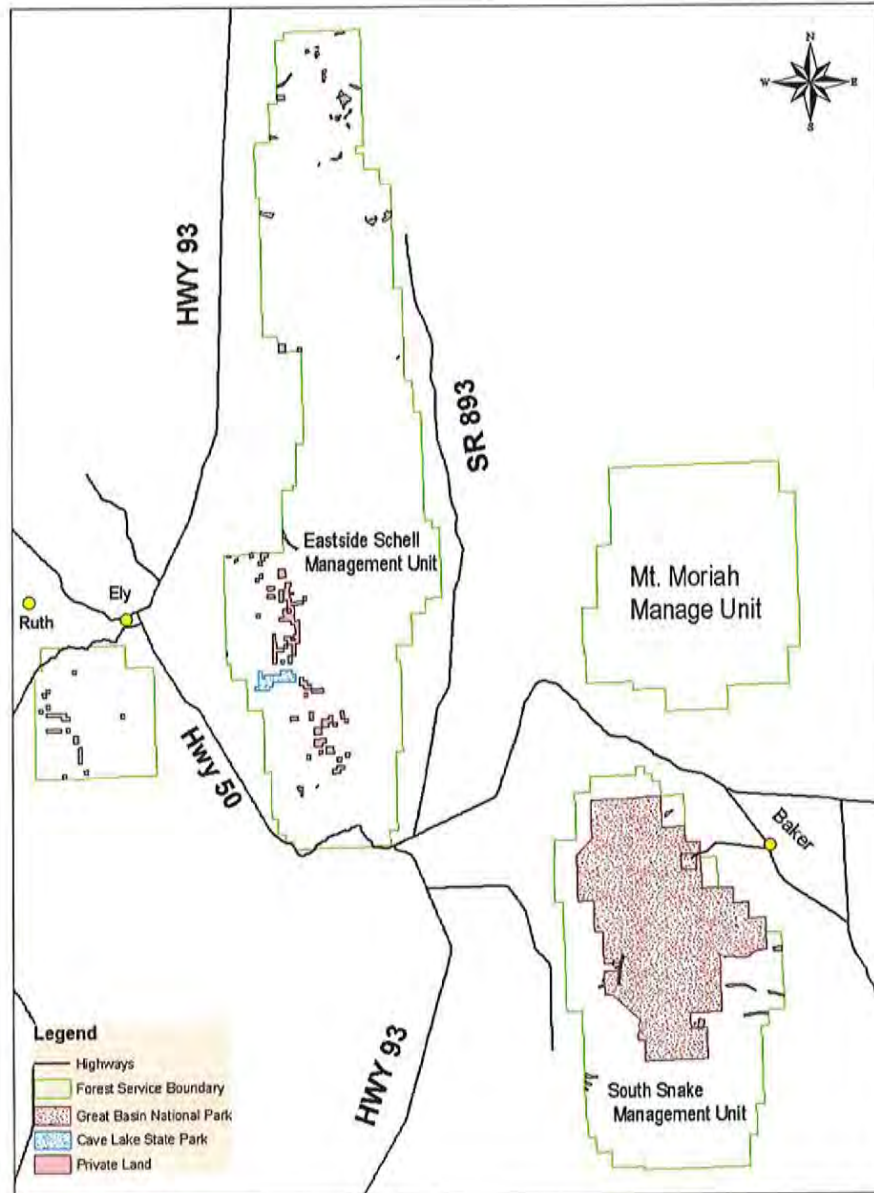 N
W
E
S
HWY 93
SR 893
Eastside Schell
Management Unit
Mt. Moriah
Manage Unit
Ely
Ruth
Hwy 50
Baker
HWY 93
South Snake
Management Unit
Legend
Highways
Forest Service Boundary
Great Basin National Park
Cave Lake State Park
Private Land